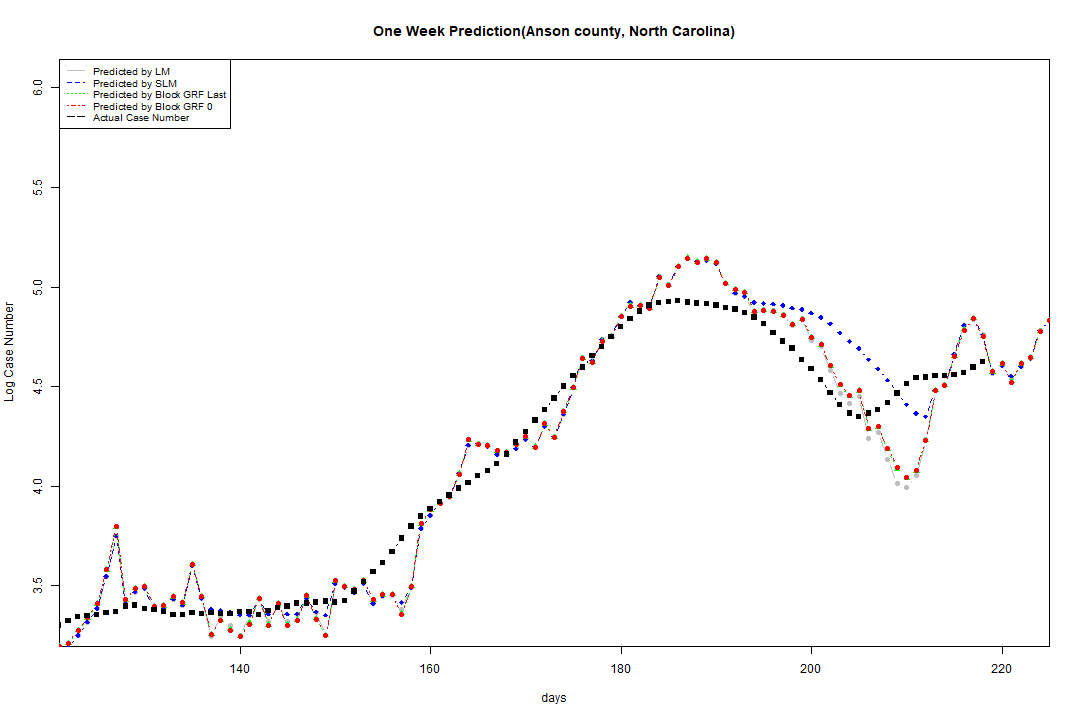 One Week Prediction(Anson county, North Carolina)
Predicted by LM
Predicted by SLM
Predicted by Block GRF Last
Predicted by Block GRF 0
Actual Case Number
6.0
5.5
5.0
4.5
4.0
3.5
Log Case Number
140 160 180 200 220
days